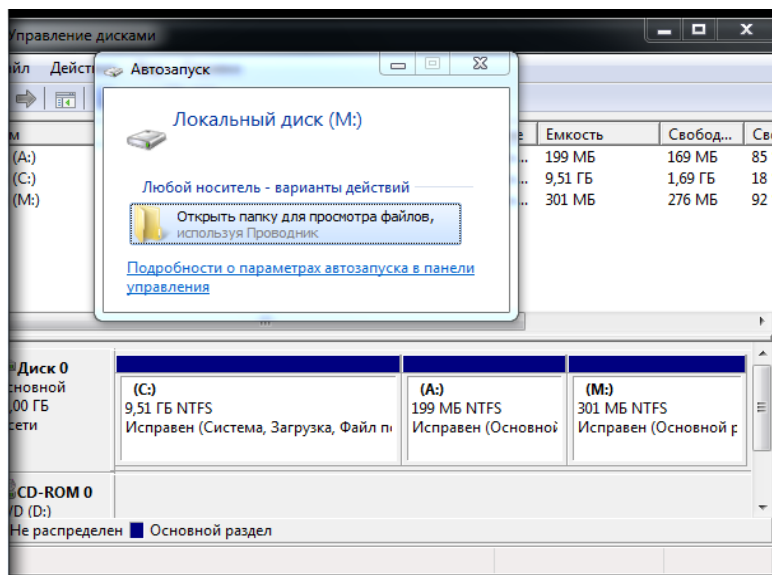 Управление дисками
Действ
Автозапуск
Локальный диск (M:)
Любой носитель - варианты действий
Открыть папку для просмотра файлов,
используя Проводник
Подробности о параметрах автозапуска в панели
управления
Емкость Свобод... Сво
(A:) 199 МБ 169 МБ 85
(C:) 9,51 ГБ 1,69 ГБ 18
(M:) 301 МБ 276 МБ 92
Диск 0
сновной
,00 ГБ
сети
(C:)
9,51 ГБ NTFS
Исправен (Система, Загрузка, Файл по
(A:)
199 МБ NTFS
Исправен (Основной
(M:)
301 МБ NTFS
Исправен (Основной р
CD-ROM 0
VD (D:)
Не распределен Основной раздел